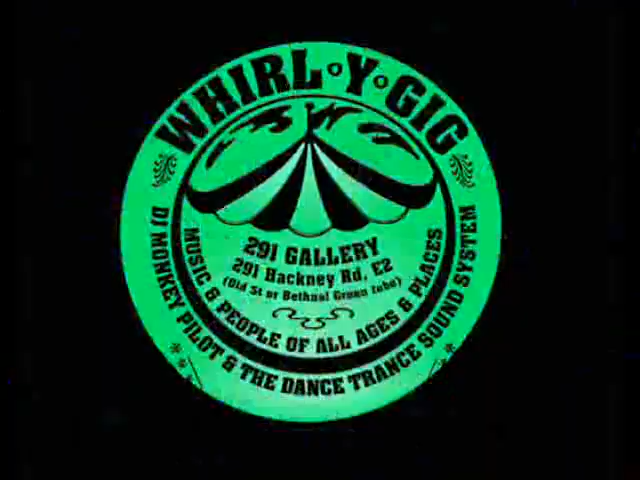 WHIRL·Y·GIG
291 GALLERY
291 Hackney Rd, E2
(Old St or Bethnal Green tube)
MUSIC & PEOPLE OF ALL AGES & PLACES
DJ MONKEY PILOT & THE DANCE TRANCE SOUND SYSTEM